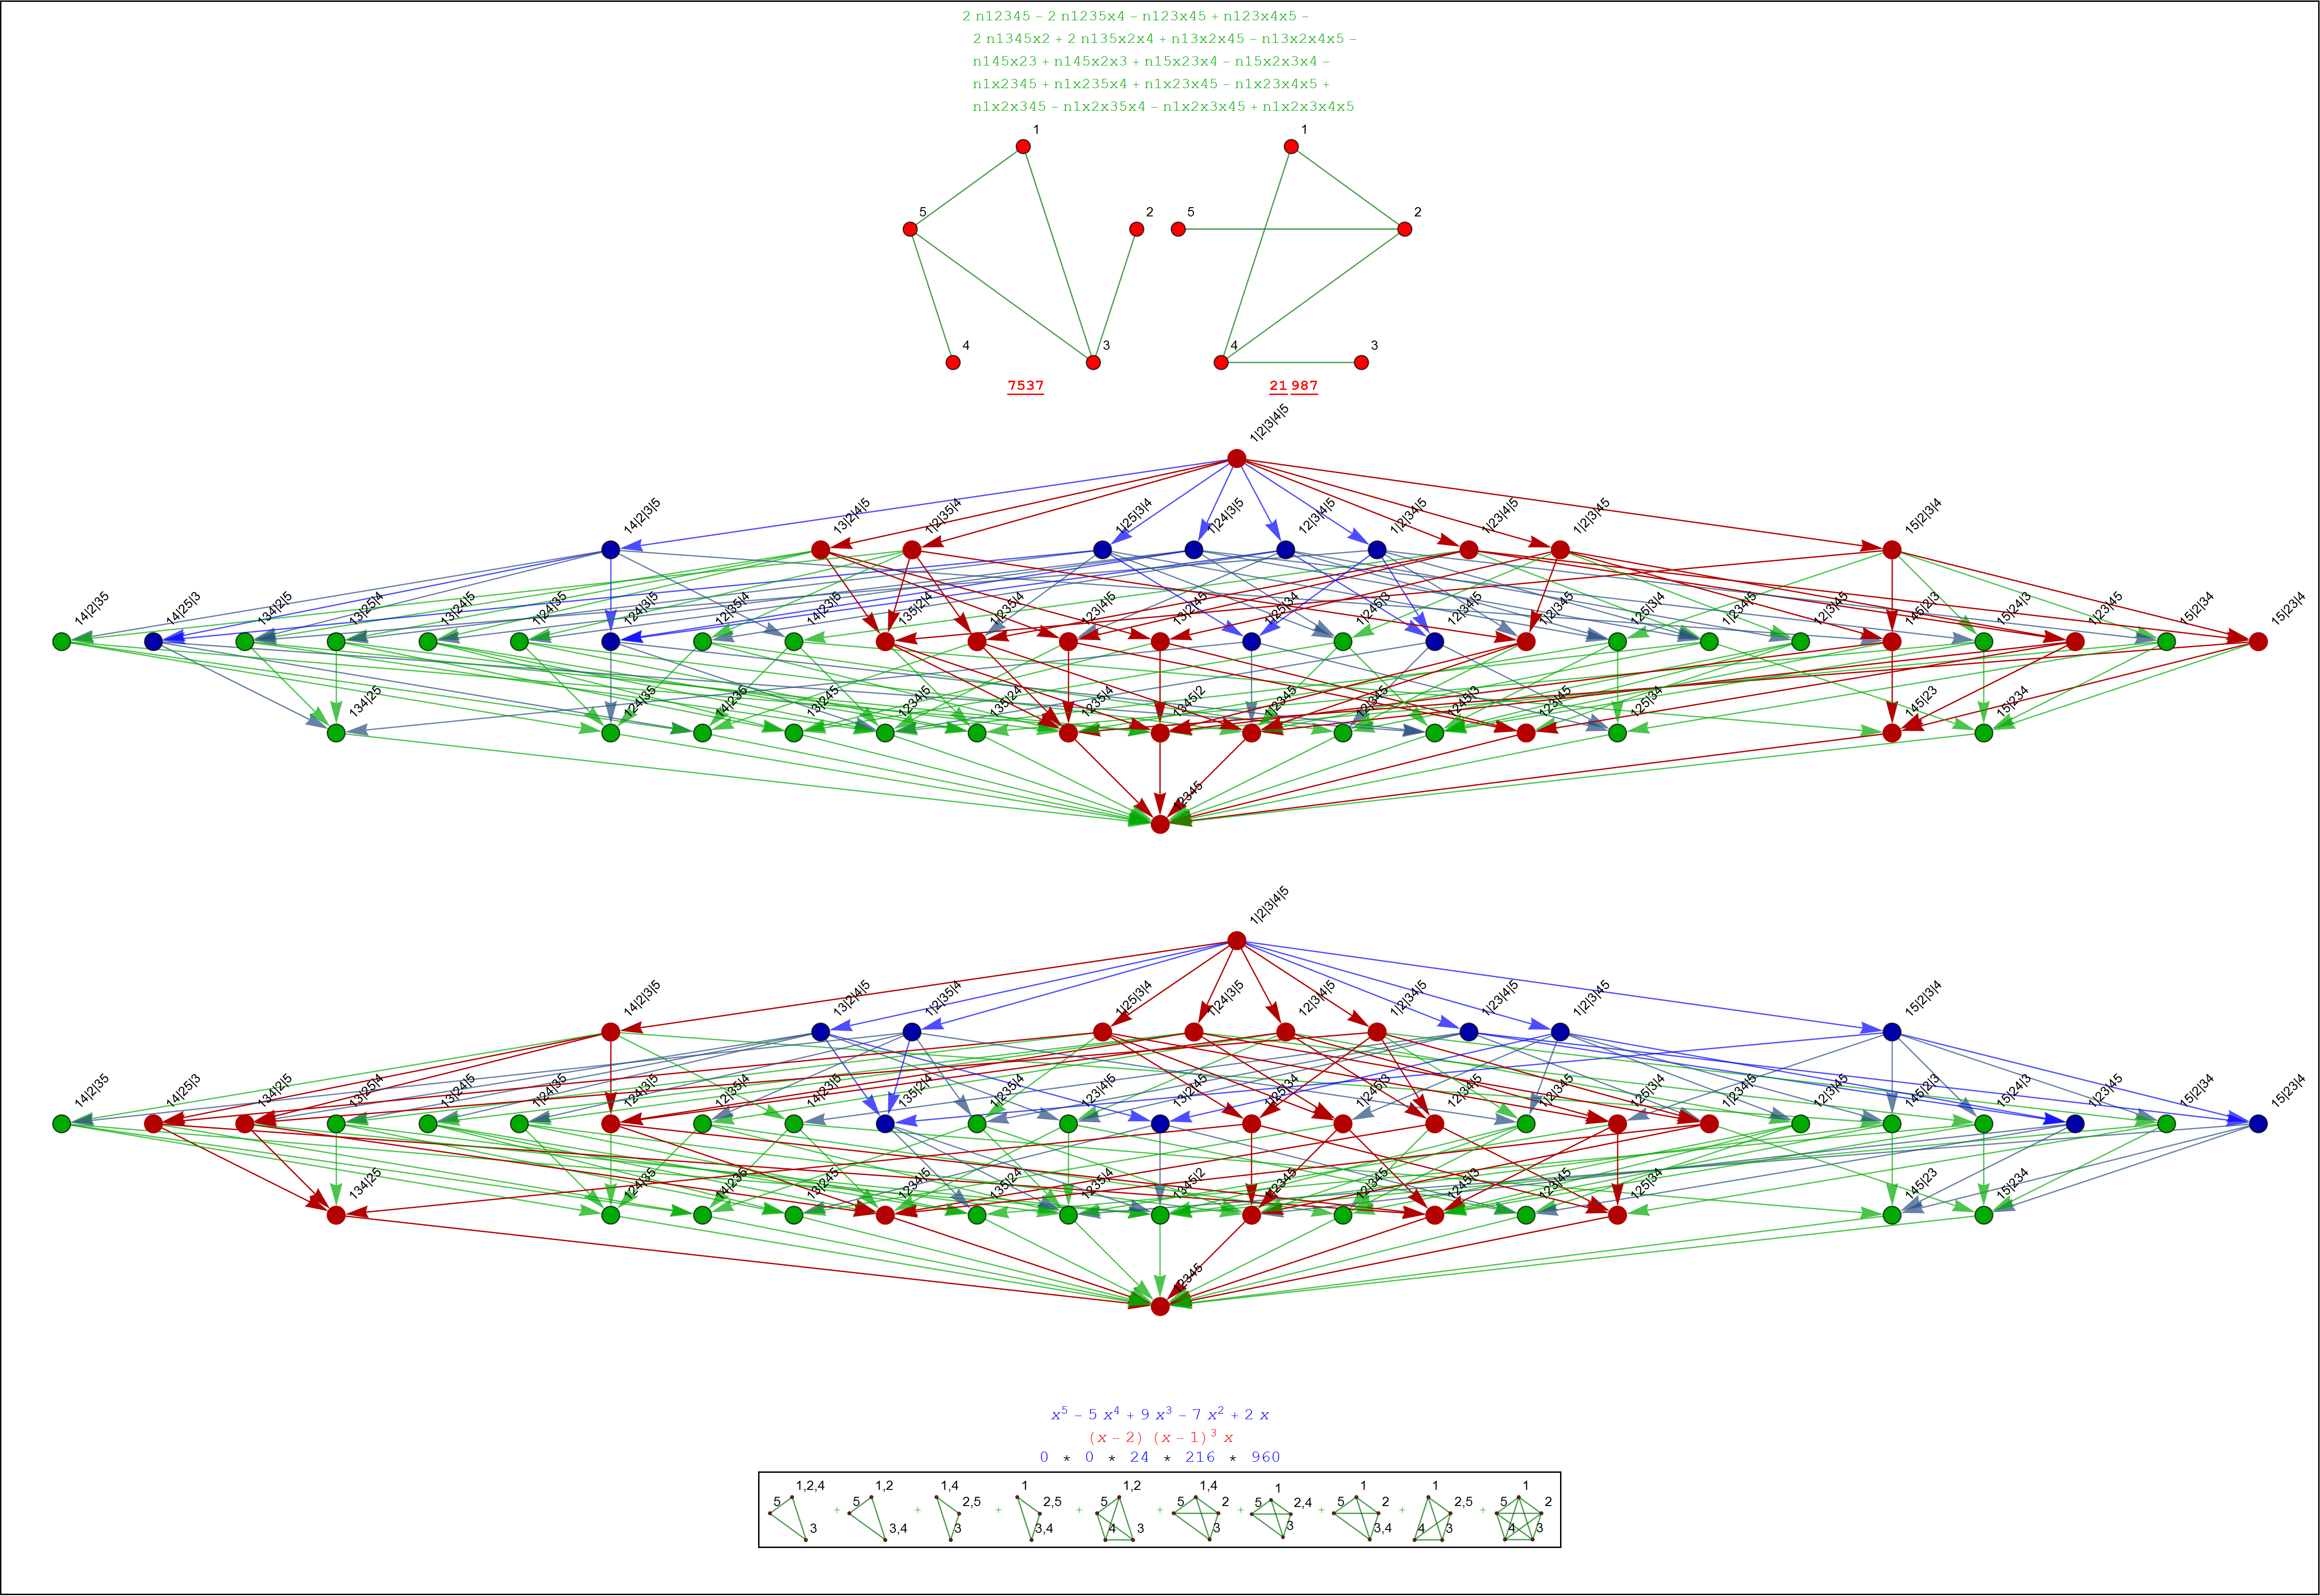 2 n12345 − 2 n1235x4 − n123x45 + n123x4x5 −
2 n1345x2 + 2 n135x2x4 + n13x2x45 − n13x2x4x5 −
n145x23 + n145x2x3 + n15x23x4 − n15x2x3x4 −
n1x2345 + n1x235x4 + n1x23x45 − n1x23x4x5 +
n1x2x345 − n1x2x35x4 − n1x2x3x45 + n1x2x3x4x5
1 1
5 2 5 2
4 3 4 3
7537 21 987
1|2|3|4|5
14|2|3|5 13|2|4|5 1|2|35|4 1|25|3|4 1|24|3|5 12|3|4|5 1|2|34|5 1|23|4|5 1|2|3|45 15|2|3|4
14|2|35 14|25|3 134|2|5 13|25|4 13|24|5 1|24|35 124|3|5 12|35|4 14|23|5 135|2|4 1|235|4 123|4|5 13|2|45 1|25|34 1|245|3 12|34|5 1|2|345 125|3|4 1|234|5 12|3|45 145|2|3 15|24|3 1|23|45 15|2|34 15|23|4
134|25 124|35 14|235 13|245 1234|5 135|24 1235|4 1345|2 1|2345 12|345 1245|3 123|45 125|34 145|23 15|234
12345
1|2|3|4|5
14|2|3|5 13|2|4|5 1|2|35|4 1|25|3|4 1|24|3|5 12|3|4|5 1|2|34|5 1|23|4|5 1|2|3|45 15|2|3|4
14|2|35 14|25|3 134|2|5 13|25|4 13|24|5 1|24|35 124|3|5 12|35|4 14|23|5 135|2|4 1|235|4 123|4|5 13|2|45 1|25|34 1|245|3 12|34|5 1|2|345 125|3|4 1|234|5 12|3|45 145|2|3 15|24|3 1|23|45 15|2|34 15|23|4
134|25 124|35 14|235 13|245 1234|5 135|24 1235|4 1345|2 1|2345 12|345 1245|3 123|45 125|34 145|23 15|234
12345
x⁵ − 5 x⁴ + 9 x³ − 7 x² + 2 x
(x − 2) (x − 1)³ x
0 * 0 * 24 * 216 * 960
5 1,2,4 3 + 5 1,2 3,4 + 1,4 2,5 3 + 1 2,5 3,4 + 5 1,2 4 3 + 5 1,4 2 3 + 5 1 2,4 3 + 5 1 2 3,4 + 1 2,5 4 3 + 5 1 2 4 3